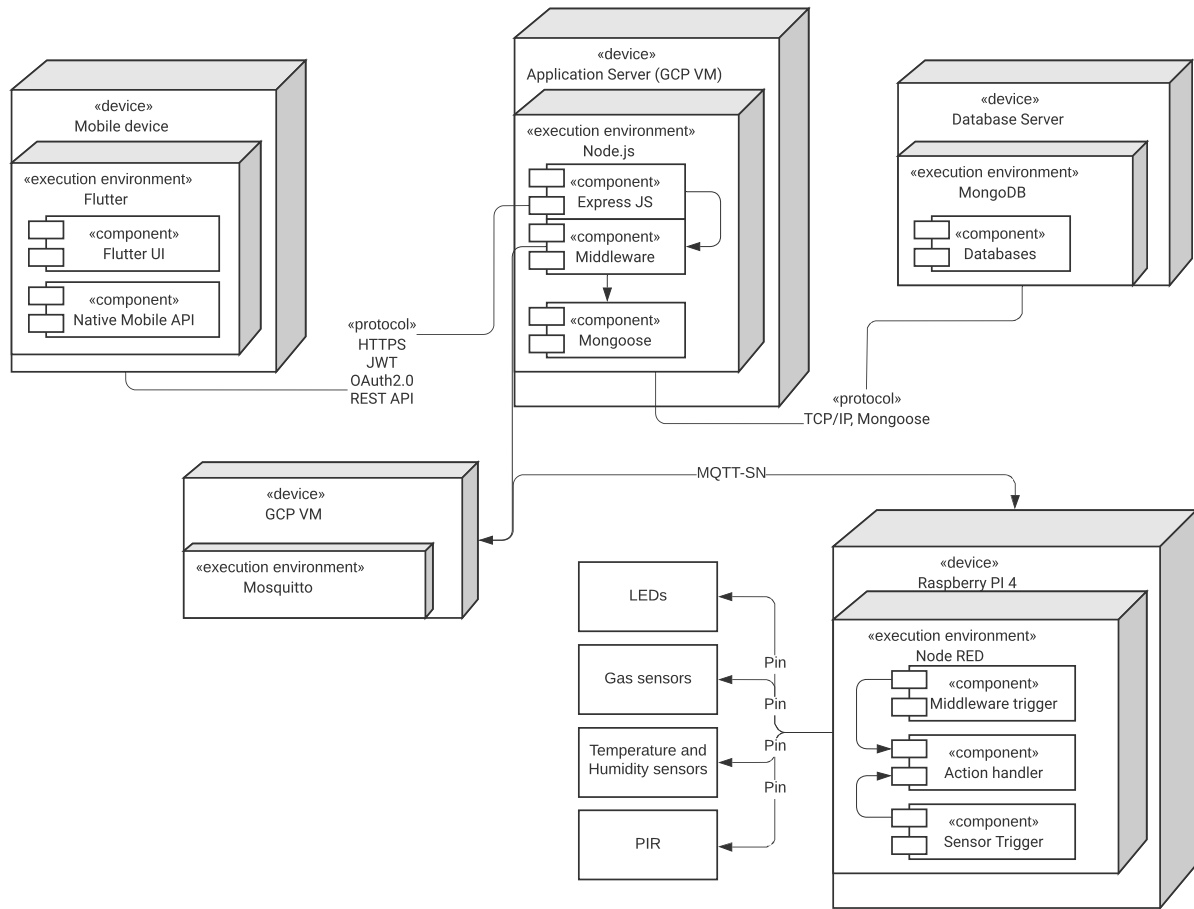 «device»
Mobile device
«execution environment»
Flutter
«component»
Flutter UI
«component»
Native Mobile API
«protocol»
HTTPS
JWT
OAuth2.0
REST API
«device»
Application Server (GCP VM)
«execution environment»
Node.js
«component»
Express JS
«component»
Middleware
«component»
Mongoose
«device»
Database Server
«execution environment»
MongoDB
«component»
Databases
«protocol»
TCP/IP, Mongoose
«device»
GCP VM
«execution environment»
Mosquitto
MQTT-SN
LEDs
Gas sensors
Temperature and
Humidity sensors
PIR
Pin
Pin
Pin
Pin
«device»
Raspberry PI 4
«execution environment»
Node RED
«component»
Middleware trigger
«component»
Action handler
«component»
Sensor Trigger